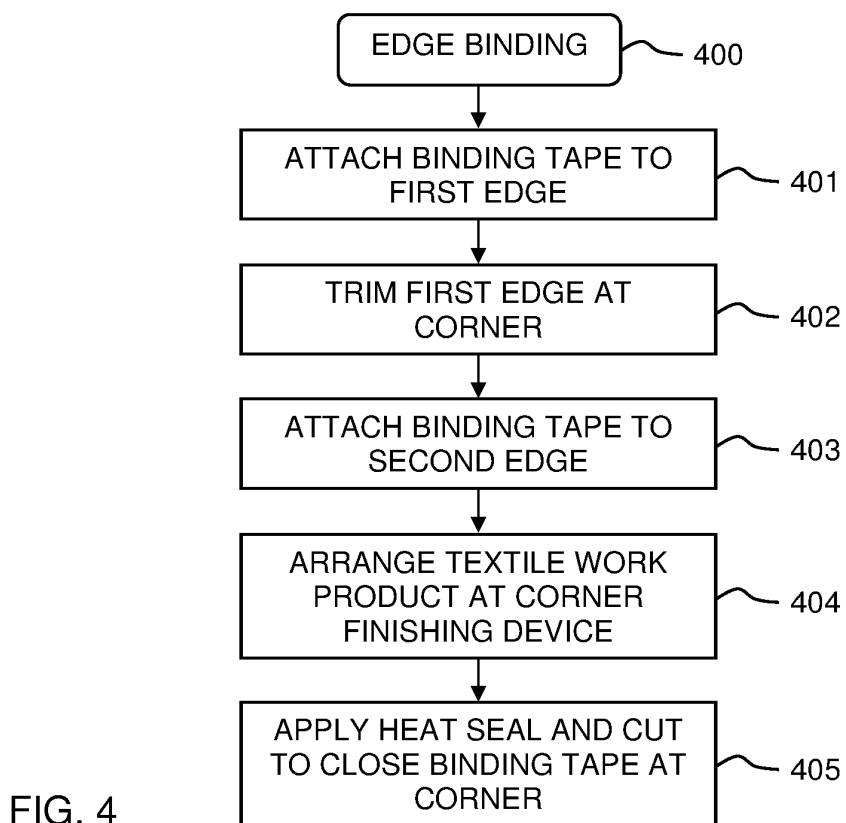 EDGE BINDING
400
ATTACH BINDING TAPE TO
FIRST EDGE
401
TRIM FIRST EDGE AT
CORNER
402
ATTACH BINDING TAPE TO
SECOND EDGE
403
ARRANGE TEXTILE WORK
PRODUCT AT CORNER
FINISHING DEVICE
404
APPLY HEAT SEAL AND CUT
TO CLOSE BINDING TAPE AT
CORNER
405
FIG. 4